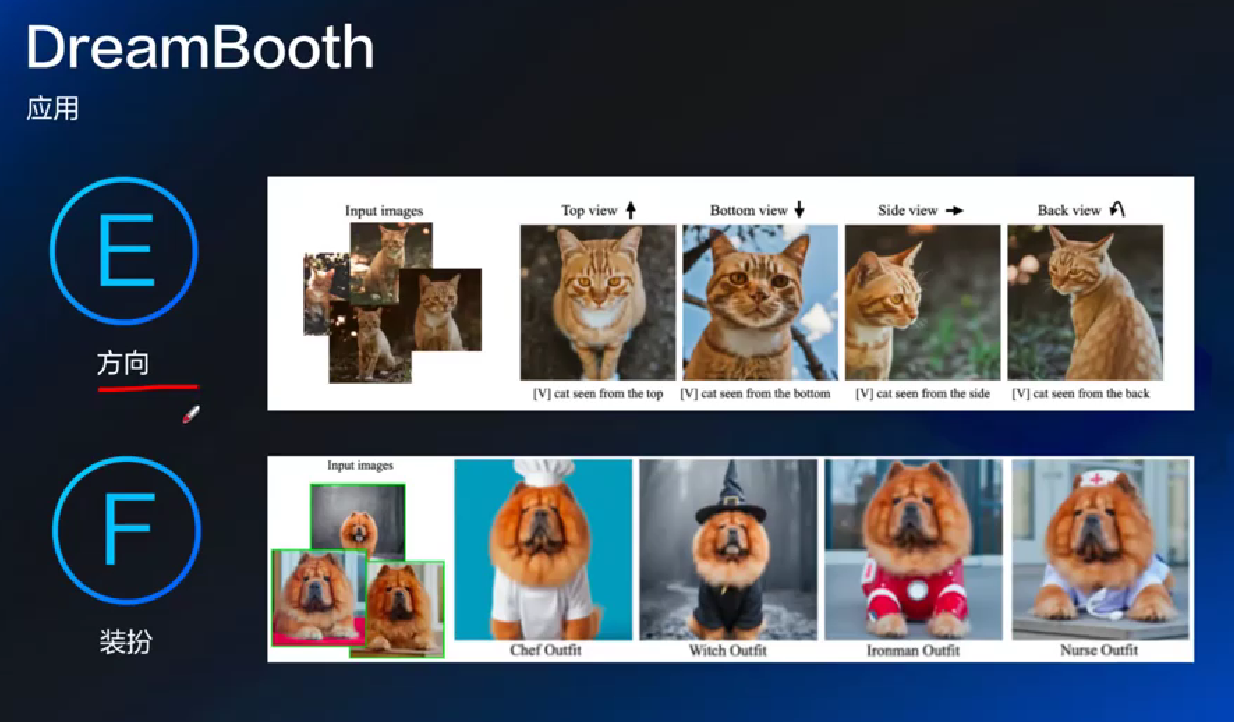 DreamBooth
应用
E
方向
Input images
Top view
Bottom view
Side view
Back view
[V] cat seen from the top
[V] cat seen from the bottom
[V] cat seen from the side
[V] cat seen from the back
F
装扮
Input images
Chef Outfit
Witch Outfit
Ironman Outfit
Nurse Outfit